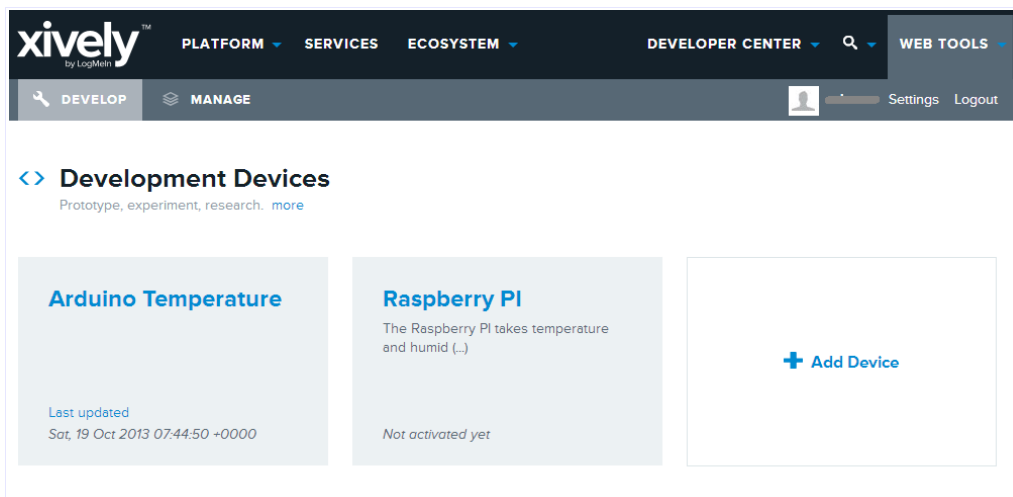 xively™
by LogMeIn
PLATFORM SERVICES ECOSYSTEM DEVELOPER CENTER WEB TOOLS
DEVELOP MANAGE Settings Logout
<> Development Devices
Prototype, experiment, research. more
Arduino Temperature
Last updated
Sat, 19 Oct 2013 07:44:50 +0000
Raspberry PI
The Raspberry PI takes temperature
and humid (...)
Not activated yet
+ Add Device